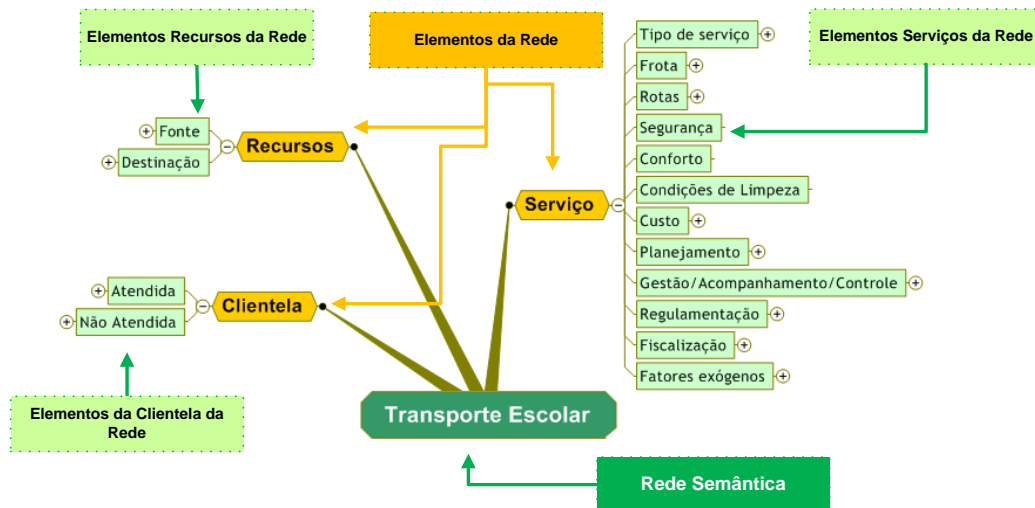 Elementos Recursos da Rede
Elementos da Rede
Elementos Serviços da Rede
Tipo de serviço
Frota
Rotas
Segurança
Conforto
Condições de Limpeza
Custo
Planejamento
Gestão/Acompanhamento/Controle
Regulamentação
Fiscalização
Fatores exógenos
Fonte
Destinação
Recursos
Serviço
Atendida
Não Atendida
Clientela
Elementos da Clientela da
Rede
Transporte Escolar
Rede Semântica